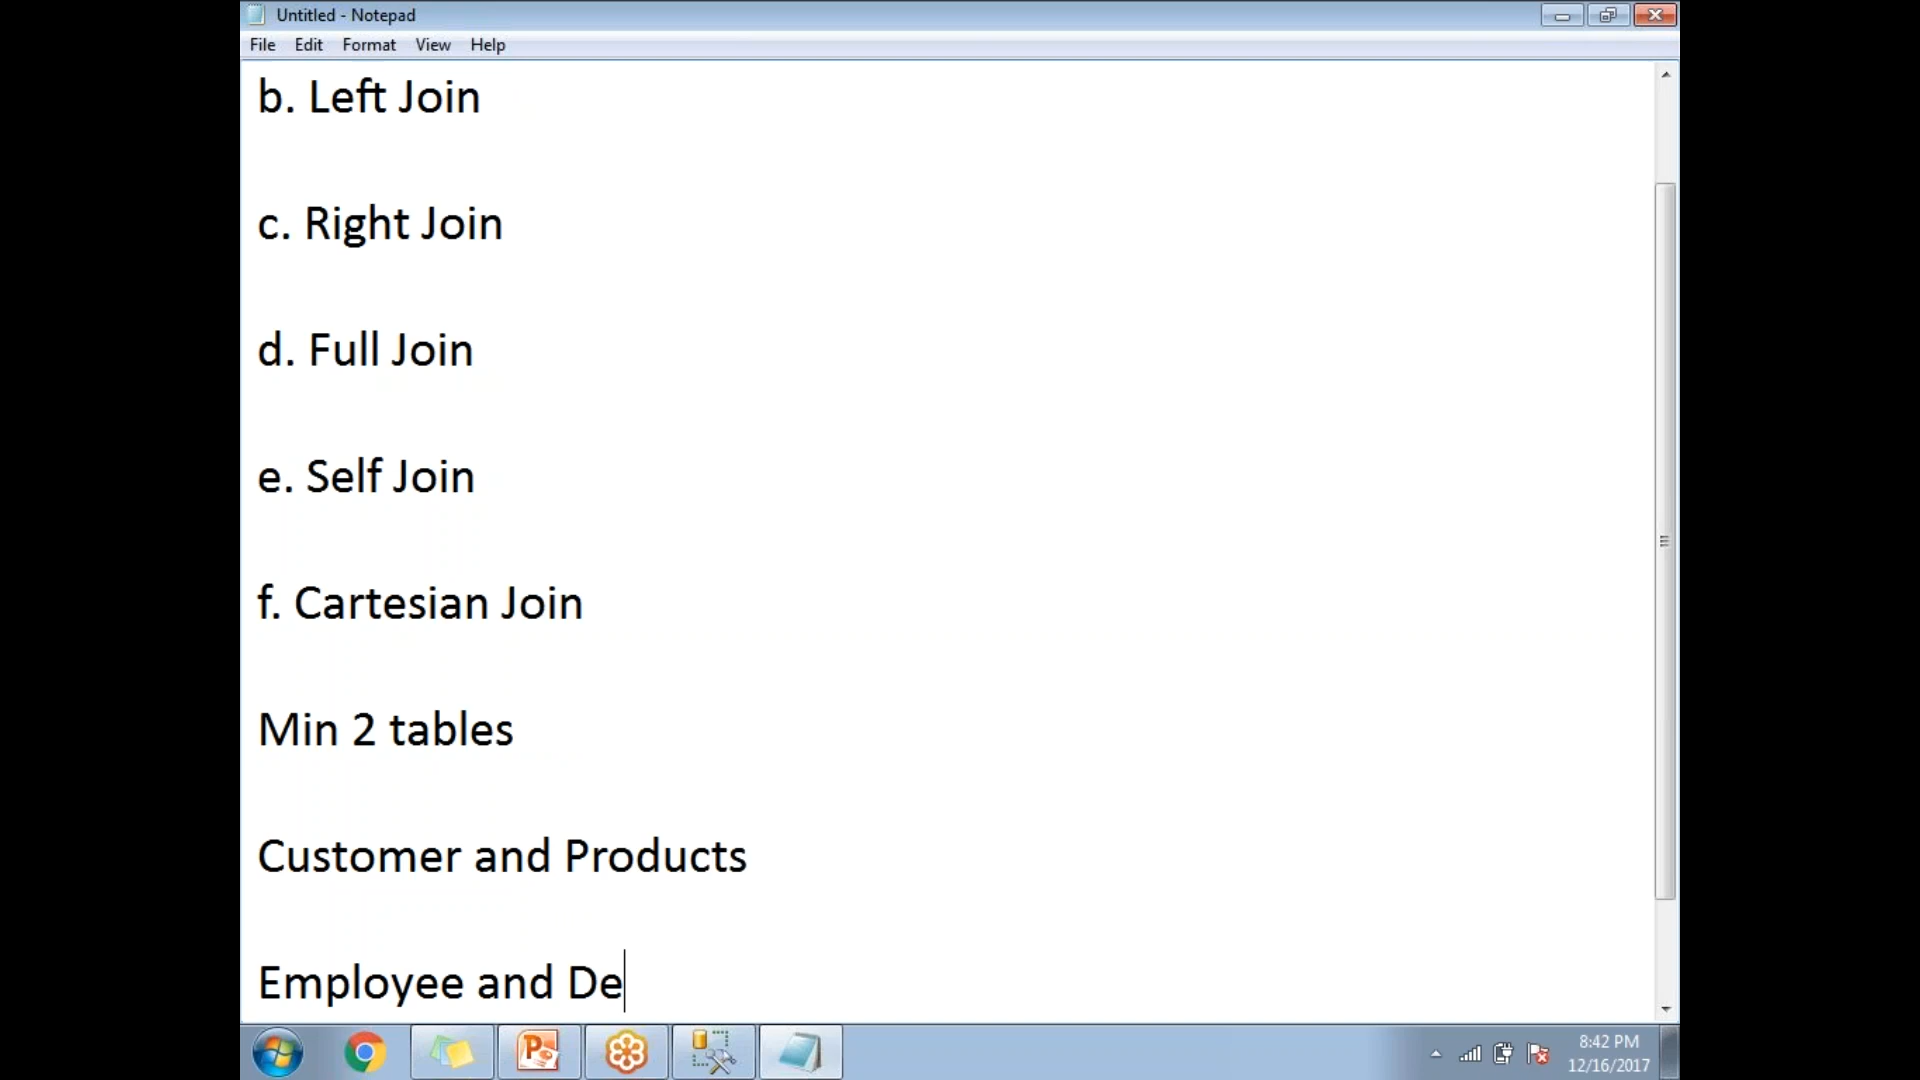 Untitled - Notepad
File Edit Format View Help
b. Left Join
c. Right Join
d. Full Join
e. Self Join
f. Cartesian Join
Min 2 tables
Customer and Products
Employee and De
8:42 PM
12/16/2017